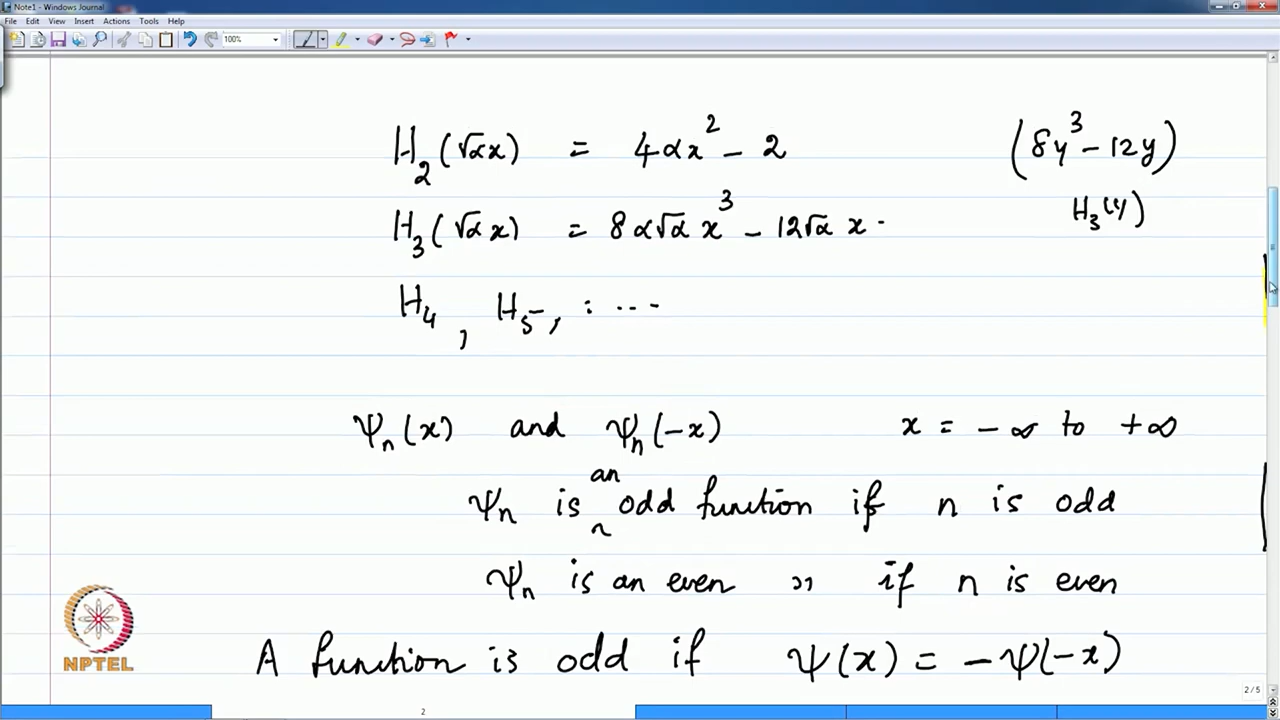 Note1 - Windows Journal
File Edit View Insert Actions Tools Help
100%
H₂(√αx) = 4αx² - 2 (8y³ - 12y)
H₃(√αx) = 8α√α x³ - 12√α x H₃(y)
H₄, H₅, : ....
Ψₙ(x) and Ψₙ(-x) x = -∞ to +∞
an
Ψₙ is odd function if n is odd
Ψₙ is an even " if n is even
A function is odd if Ψ(x) = -Ψ(-x)
NPTEL
2/5
2